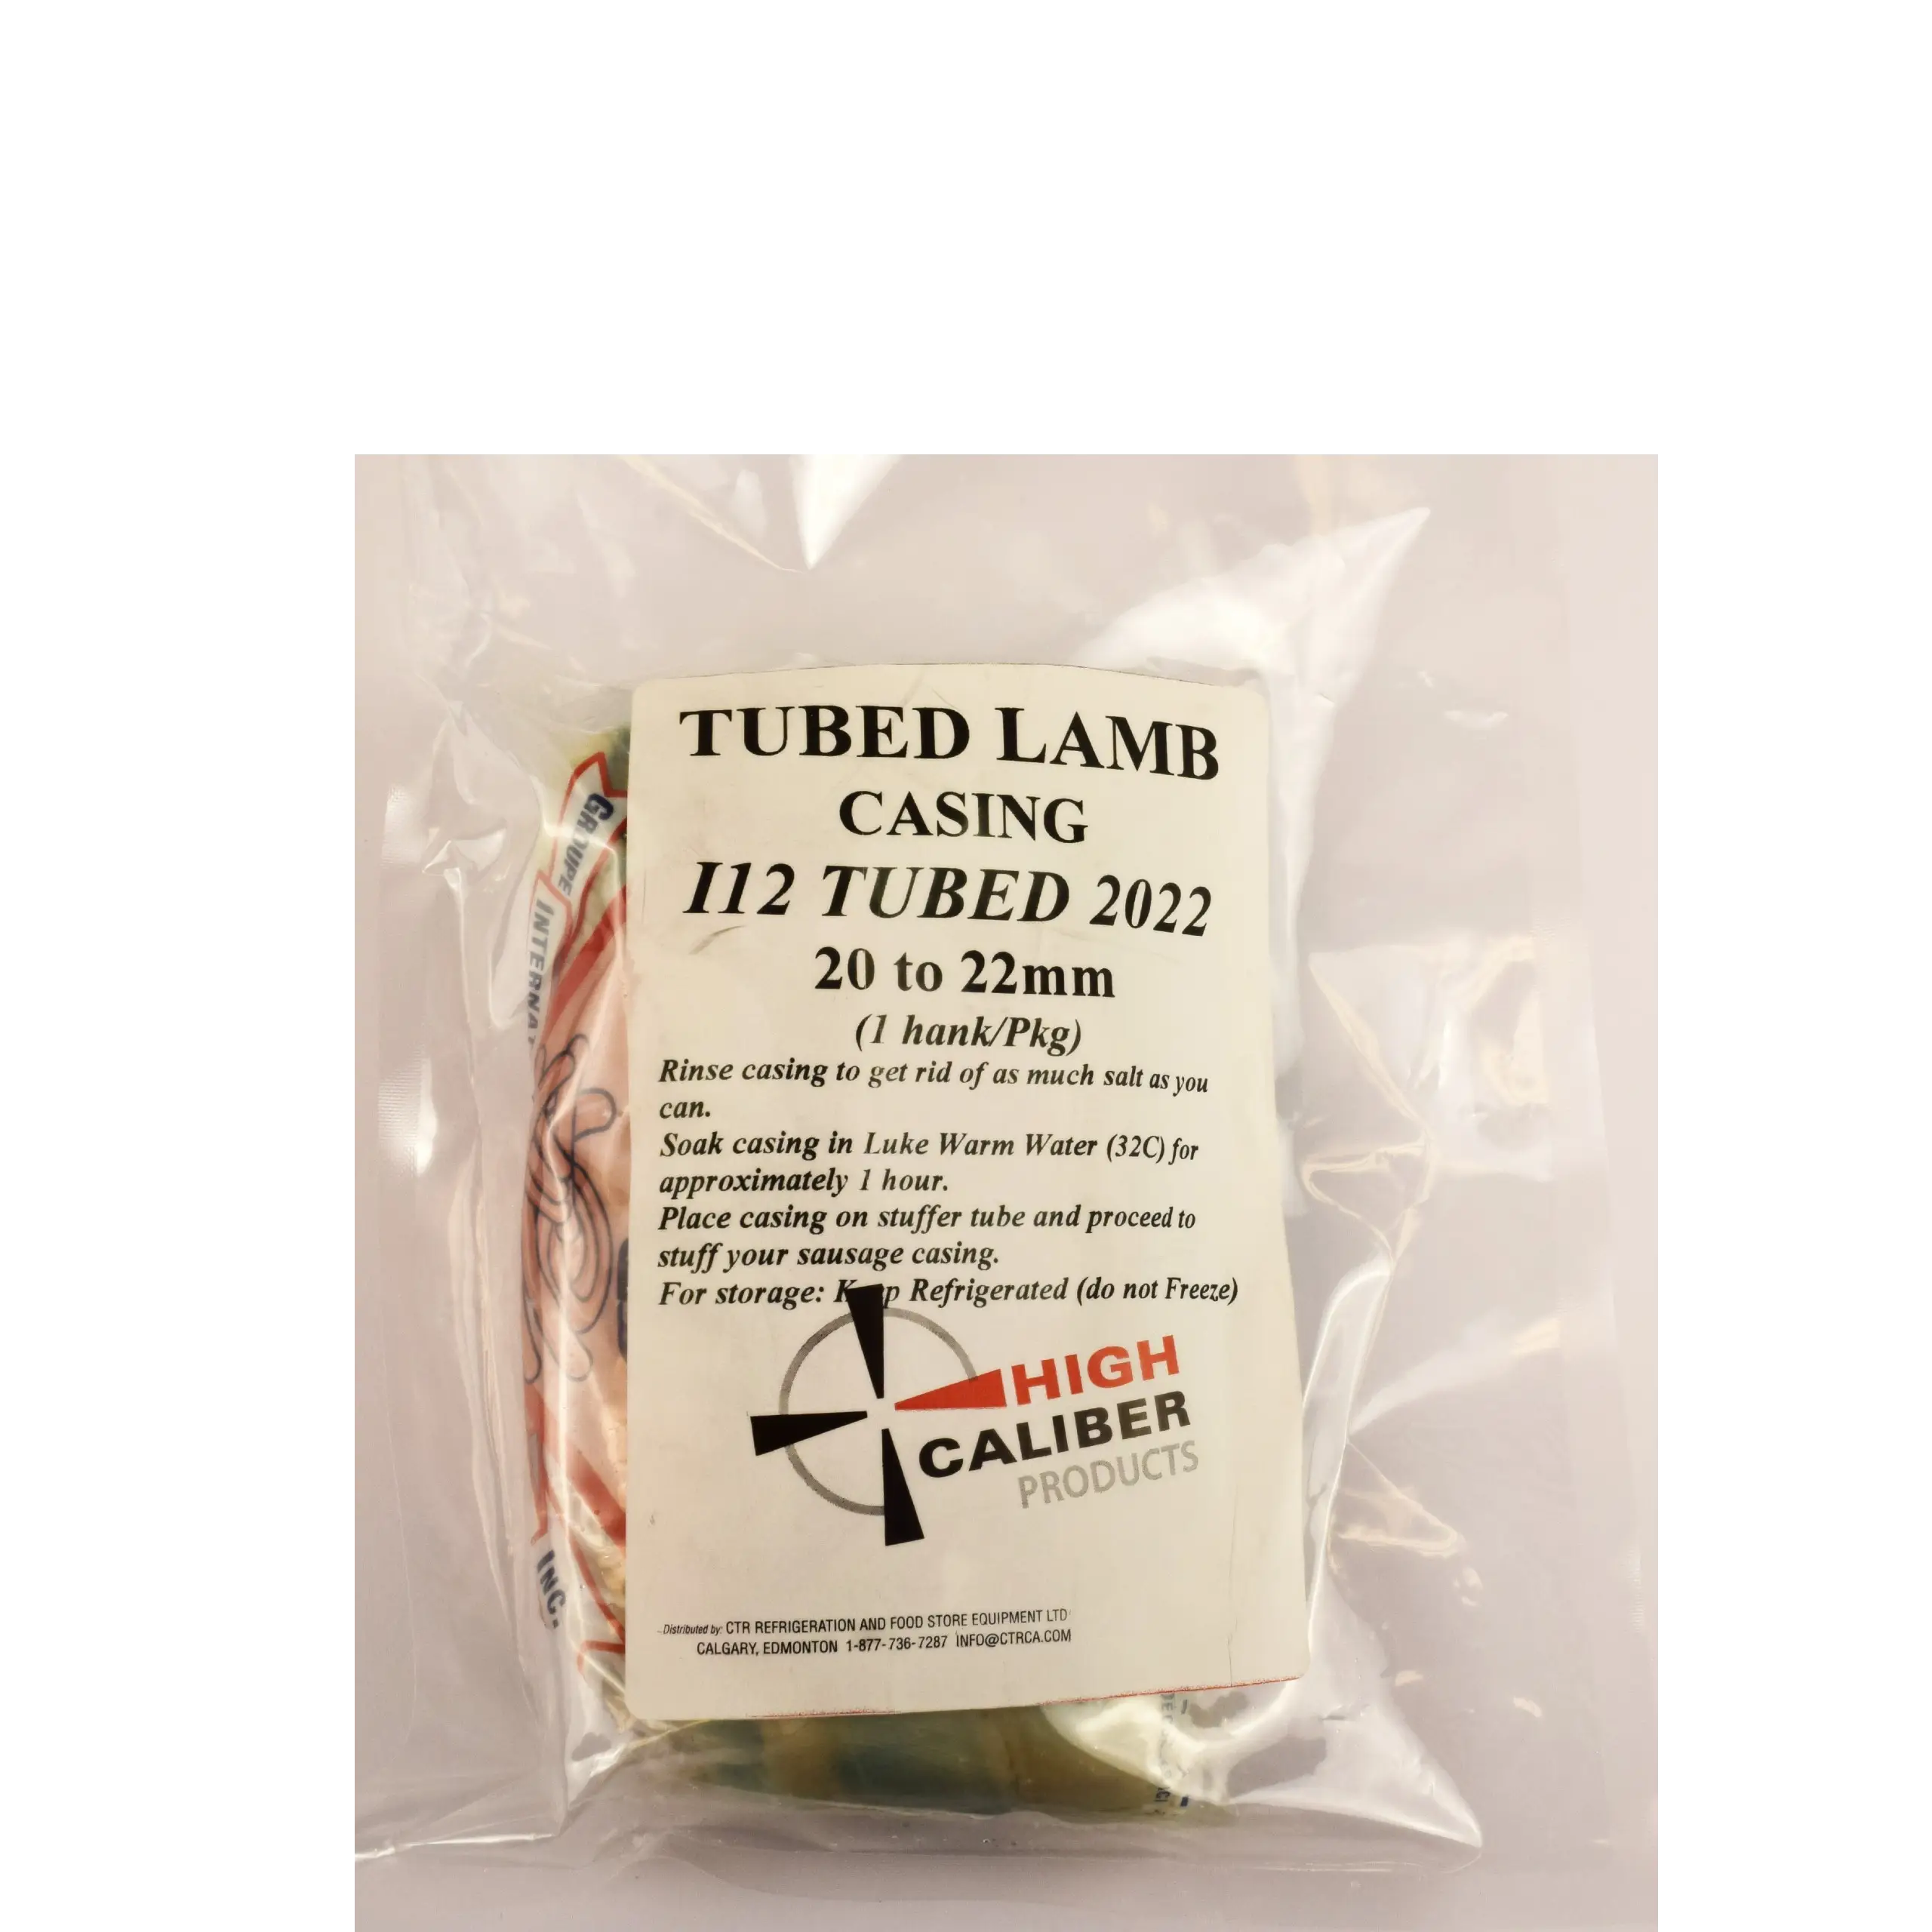 TUBED LAMB
CASING
I12 TUBED 2022
20 to 22mm
(1 hank/Pkg)
Rinse casing to get rid of as much salt as you
can.
Soak casing in Luke Warm Water (32C) for
approximately 1 hour.
Place casing on stuffer tube and proceed to
stuff your sausage casing.
For storage: Keep Refrigerated (do not Freeze)
HIGH
CALIBER
PRODUCTS
Distributed by: CTR REFRIGERATION AND FOOD STORE EQUIPMENT LTD
CALGARY, EDMONTON 1-877-736-7287 INFO@CTRCA.COM
GROUPE
INC.